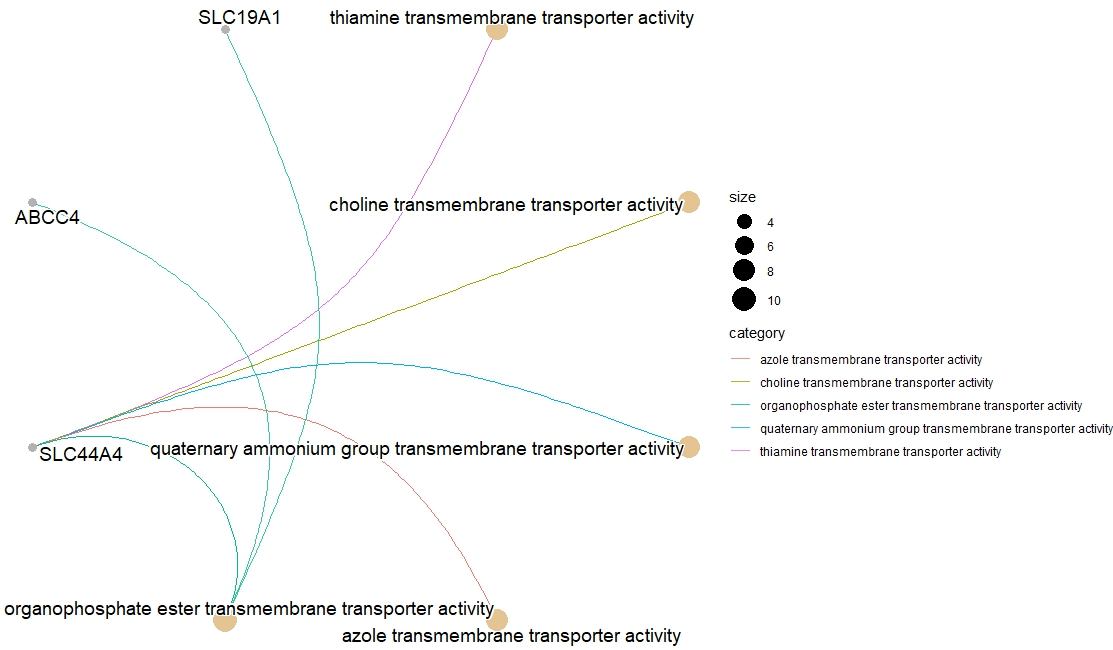 SLC19A1
thiamine transmembrane transporter activity
ABCC4
choline transmembrane transporter activity
SLC44A4
quaternary ammonium group transmembrane transporter activity
organophosphate ester transmembrane transporter activity
azole transmembrane transporter activity
size
4
6
8
10
category
azole transmembrane transporter activity
choline transmembrane transporter activity
organophosphate ester transmembrane transporter activity
quaternary ammonium group transmembrane transporter activity
thiamine transmembrane transporter activity